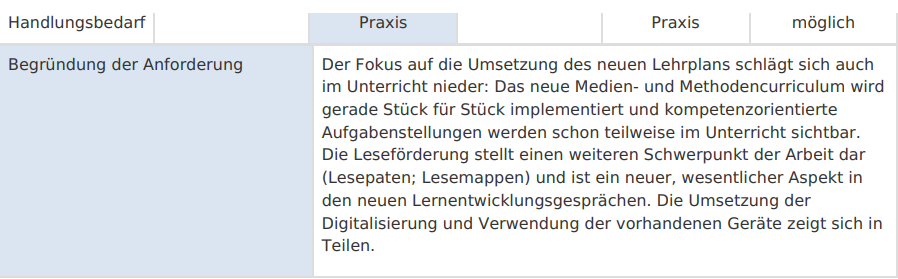 Handlungsbedarf Praxis Praxis möglich
Begründung der Anforderung
Der Fokus auf die Umsetzung des neuen Lehrplans schlägt sich auch
im Unterricht nieder: Das neue Medien- und Methodencurriculum wird
gerade Stück für Stück implementiert und kompetenzorientierte
Aufgabenstellungen werden schon teilweise im Unterricht sichtbar.
Die Leseförderung stellt einen weiteren Schwerpunkt der Arbeit dar
(Lesepaten; Lesemappen) und ist ein neuer, wesentlicher Aspekt in
den neuen Lernentwicklungsgesprächen. Die Umsetzung der
Digitalisierung und Verwendung der vorhandenen Geräte zeigt sich in
Teilen.